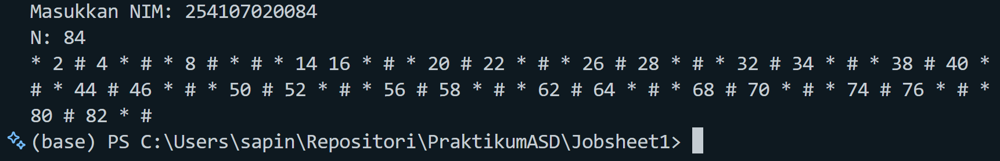 Masukkan NIM: 254107020084
N: 84
* 2 # 4 * # * 8 # * # * 14 16 * # * 20 # 22 * # * 26 # 28 * # * 32 # 34 * # * 38 # 40 *
# * 44 # 46 * # * 50 # 52 * # * 56 # 58 * # * 62 # 64 * # * 68 # 70 * # * 74 # 76 * # *
80 # 82 * #
(base) PS C:\Users\sapin\Repositori\PraktikumASD\Jobsheet1>